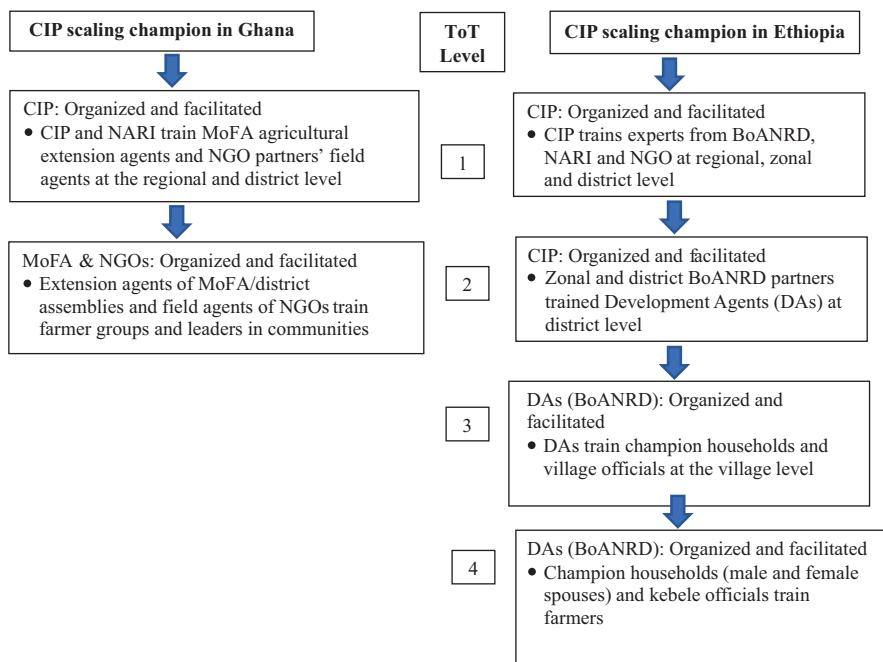 CIP scaling champion in Ghana
ToT
Level
CIP scaling champion in Ethiopia
CIP: Organized and facilitated
• CIP and NARI train MoFA agricultural
extension agents and NGO partners' field
agents at the regional and district level
1
CIP: Organized and facilitated
• CIP trains experts from BoANRD,
NARI and NGO at regional, zonal
and district level
MoFA & NGOs: Organized and facilitated
• Extension agents of MoFA/district
assemblies and field agents of NGOs train
farmer groups and leaders in communities
2
CIP: Organized and facilitated
• Zonal and district BoANRD partners
trained Development Agents (DAs) at
district level
3
DAs (BoANRD): Organized and
facilitated
• DAs train champion households and
village officials at the village level
4
DAs (BoANRD): Organized and facilitated
• Champion households (male and female
spouses) and kebele officials train
farmers